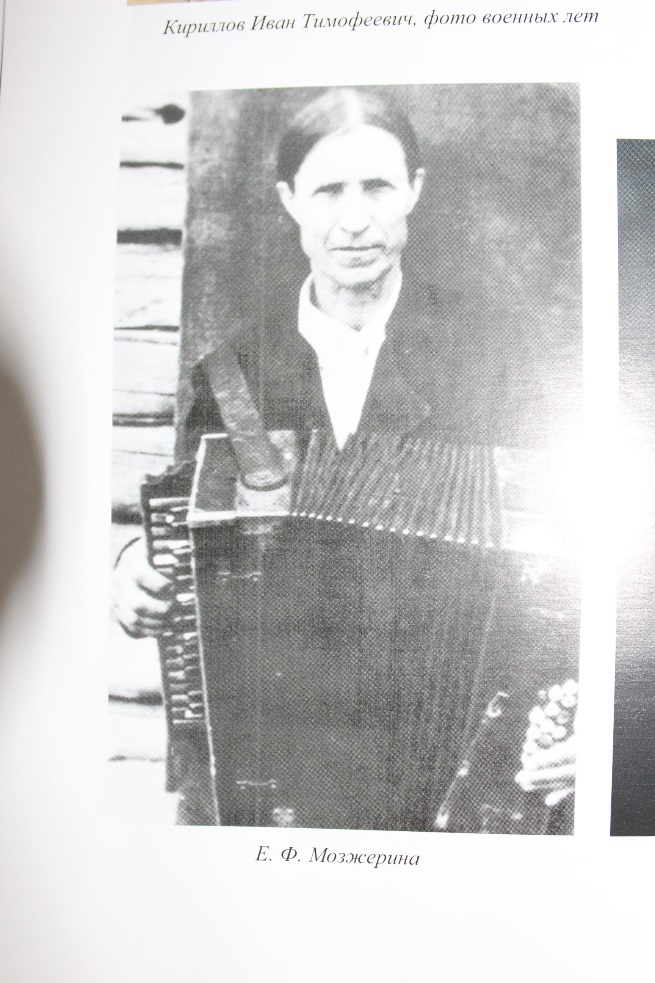 Кириллов Иван Тимофеевич, фото военных лет
Е. Ф. Мозжерина